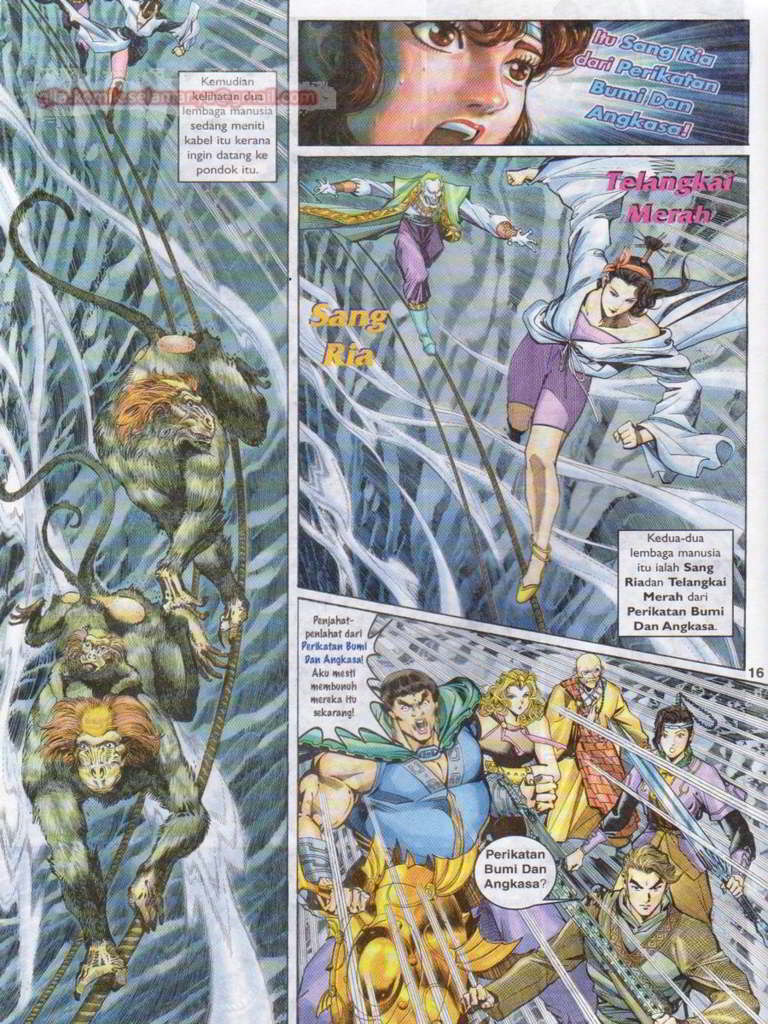 Kemudian
kelihatan dua
lembaga manusia
sedang meniti
kabel itu kerana
ingin datang ke
pondok itu.
Itu Sang Ria
dari Perikatan
Bumi Dan
Angkasa!
Telangkai
Merah
Sang
Ria
Kedua-dua
lembaga manusia
itu ialah Sang
Riadan Telangkai
Merah dari
Perikatan Bumi
Dan Angkasa.
16
Penjahat-
penlahat dari
Perikatan Bumi
Dan Angkasa!
Aku mesti
membunuh
mereka itu
sekarang!
Perikatan
Bumi Dan
Angkasa?